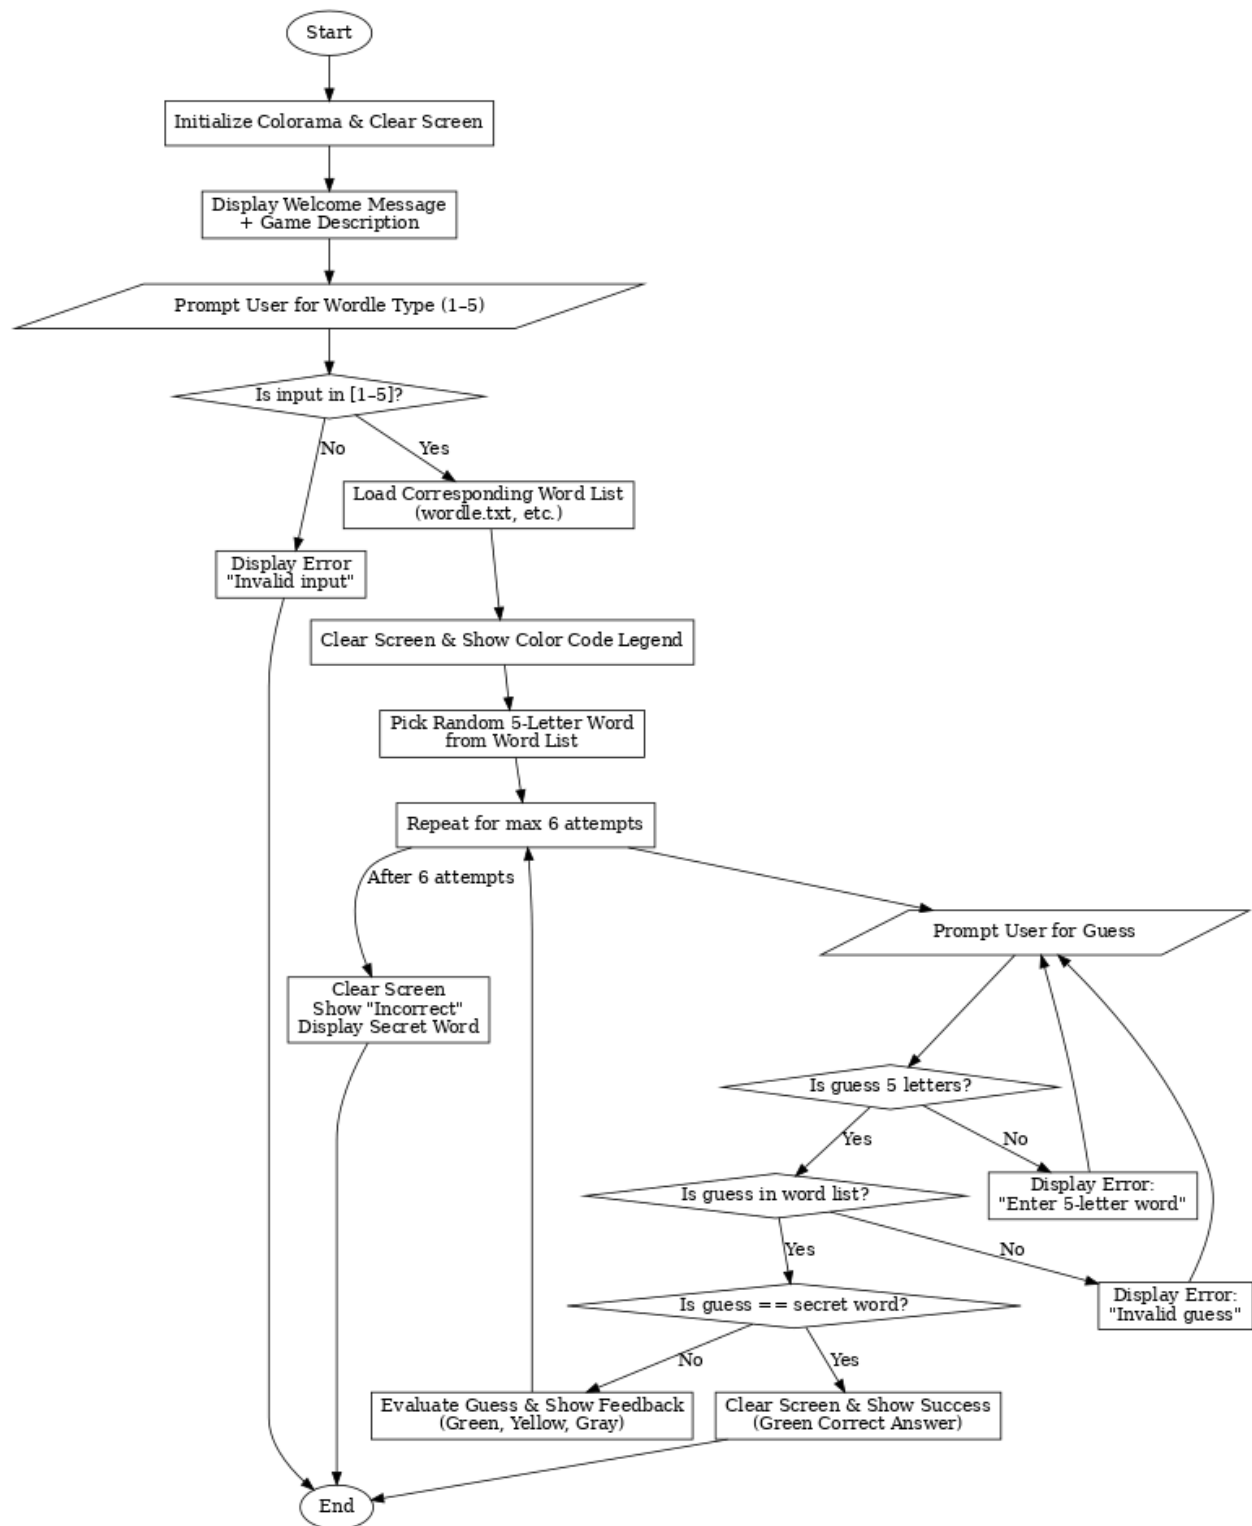 Start
Initialize Colorama & Clear Screen
Display Welcome Message
+ Game Description
Prompt User for Wordle Type (1–5)
Is input in [1–5]?
No
Yes
Load Corresponding Word List
(wordle.txt, etc.)
Display Error
"Invalid input"
Clear Screen & Show Color Code Legend
Pick Random 5-Letter Word
from Word List
Repeat for max 6 attempts
After 6 attempts
Prompt User for Guess
Clear Screen
Show "Incorrect"
Display Secret Word
Is guess 5 letters?
Yes
No
Is guess in word list?
Display Error:
"Enter 5-letter word"
Yes
No
Is guess == secret word?
Display Error:
"Invalid guess"
No
Yes
Evaluate Guess & Show Feedback
(Green, Yellow, Gray)
Clear Screen & Show Success
(Green Correct Answer)
End